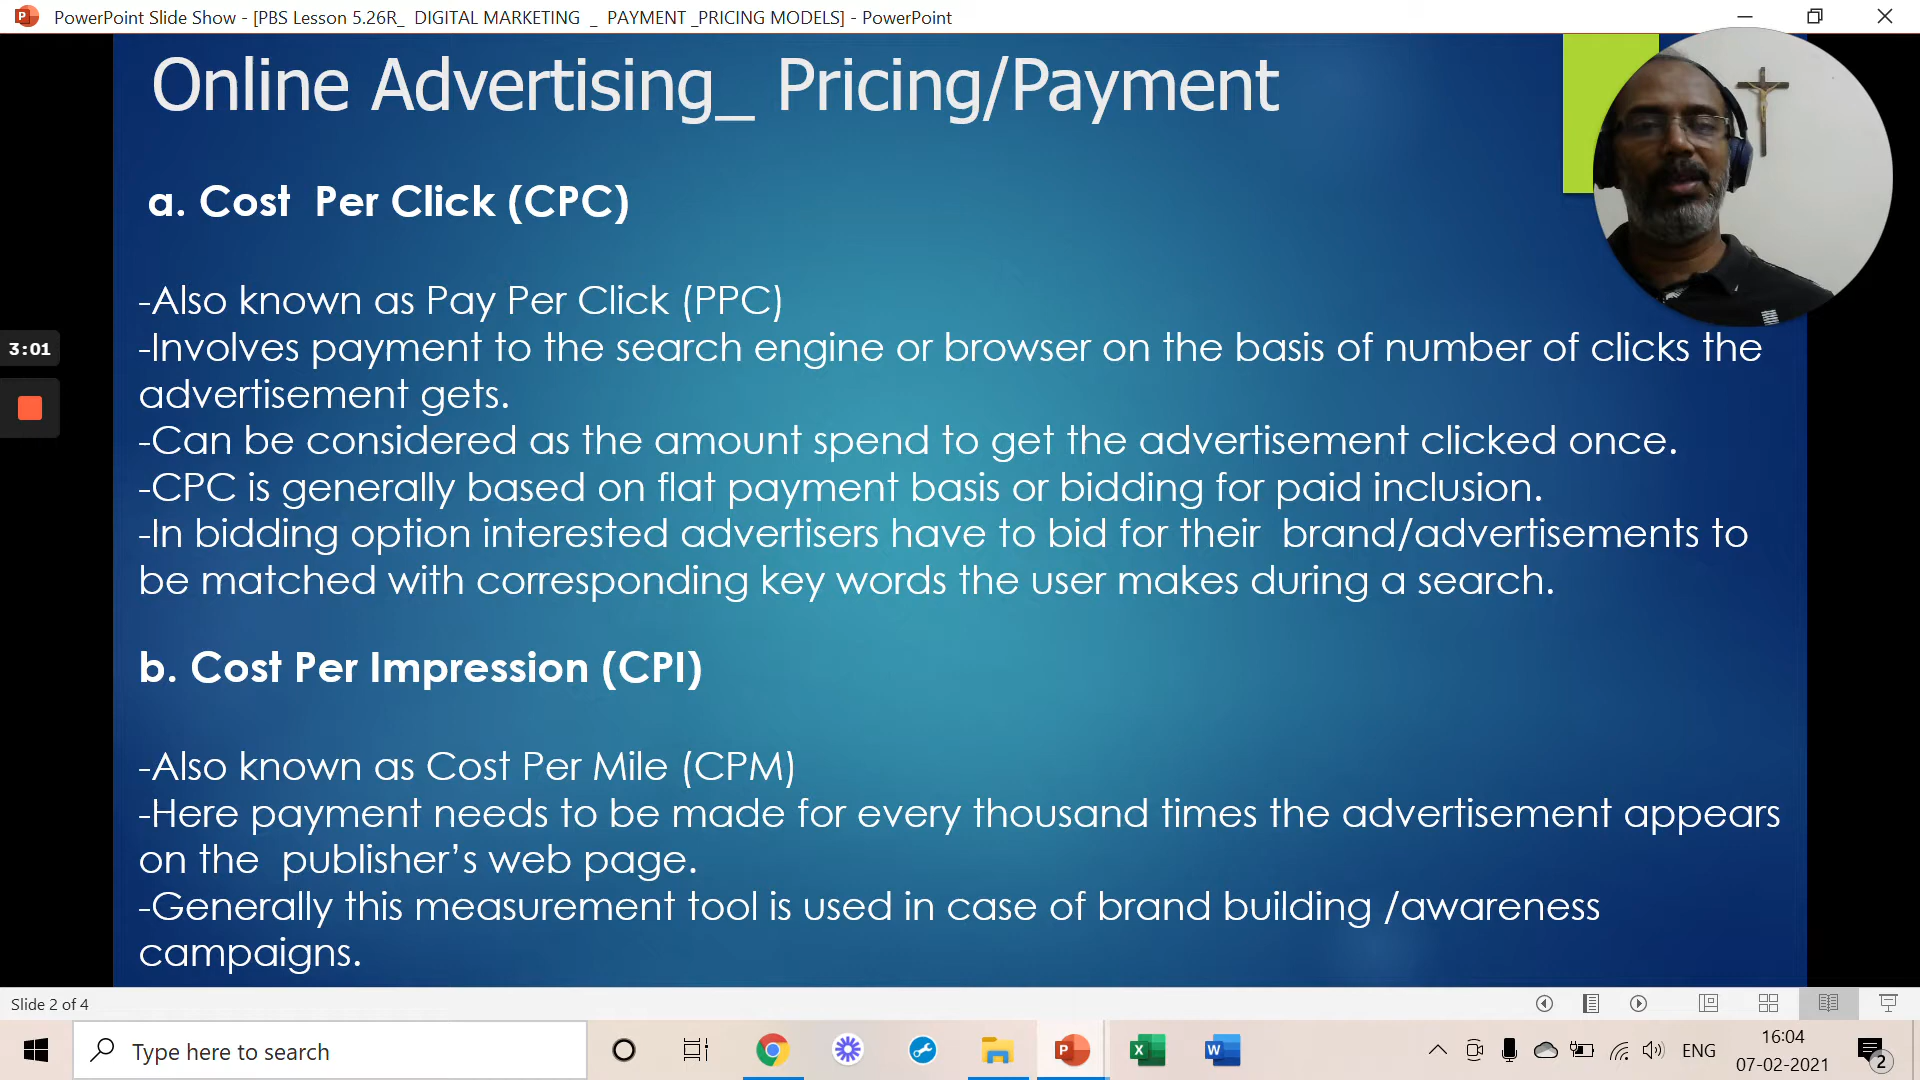 PowerPoint Slide Show - [PBS Lesson 5.26R_ DIGITAL MARKETING _ PAYMENT _PRICING MODELS] - PowerPoint
Online Advertising_ Pricing/Payment
a. Cost Per Click (CPC)
-Also known as Pay Per Click (PPC)
-Involves payment to the search engine or browser on the basis of number of clicks the
advertisement gets.
-Can be considered as the amount spend to get the advertisement clicked once.
-CPC is generally based on flat payment basis or bidding for paid inclusion.
-In bidding option interested advertisers have to bid for their brand/advertisements to
be matched with corresponding key words the user makes during a search.
b. Cost Per Impression (CPI)
-Also known as Cost Per Mile (CPM)
-Here payment needs to be made for every thousand times the advertisement appears
on the publisher's web page.
-Generally this measurement tool is used in case of brand building /awareness
campaigns.
3:01
Slide 2 of 4
Type here to search
ENG
16:04
07-02-2021
2